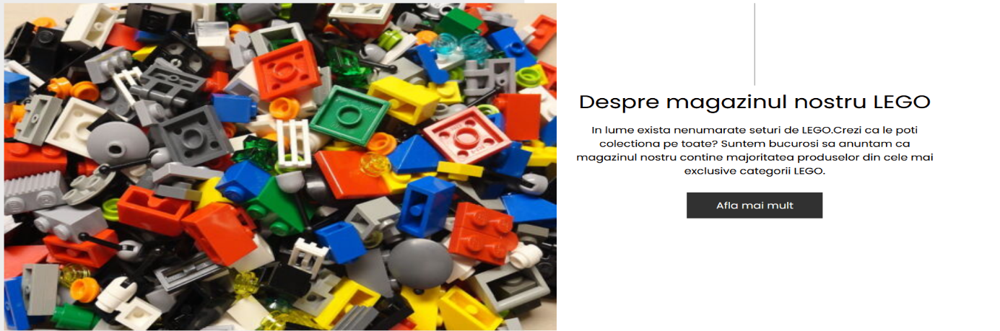 Despre magazinul nostru LEGO
In lume exista nenumarate seturi de LEGO.Crezi ca le poti
colectiona pe toate? Suntem bucurosi sa anuntam ca
magazinul nostru contine majoritatea produselor din cele mai
exclusive categorii LEGO.
Afla mai mult